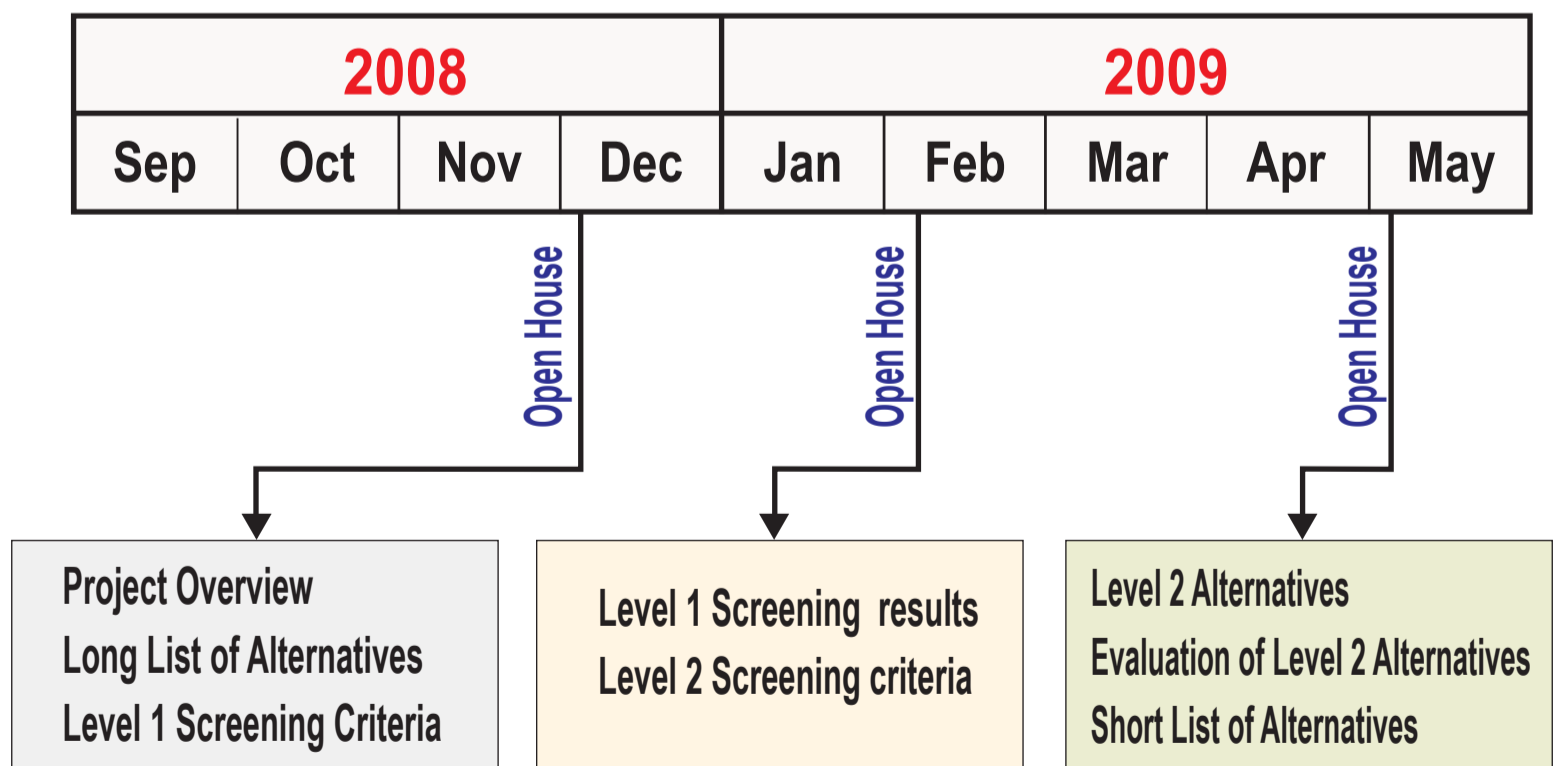 2008 2009
Sep Oct Nov Dec Jan Feb Mar Apr May
Open House
Open House
Open House
Project Overview
Long List of Alternatives
Level 1 Screening Criteria
Level 1 Screening results
Level 2 Screening criteria
Level 2 Alternatives
Evaluation of Level 2 Alternatives
Short List of Alternatives